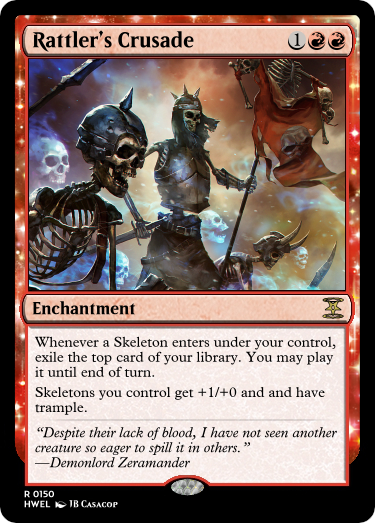 Rattler's Crusade 1
Enchantment
Whenever a Skeleton enters under your control,
exile the top card of your library. You may play
it until end of turn.
Skeletons you control get +1/+0 and and have
trample.
“Despite their lack of blood, I have not seen another
creature so eager to spill it in others.”
—Demonlord Zeramander
R 0150
HWEL JB Casacop